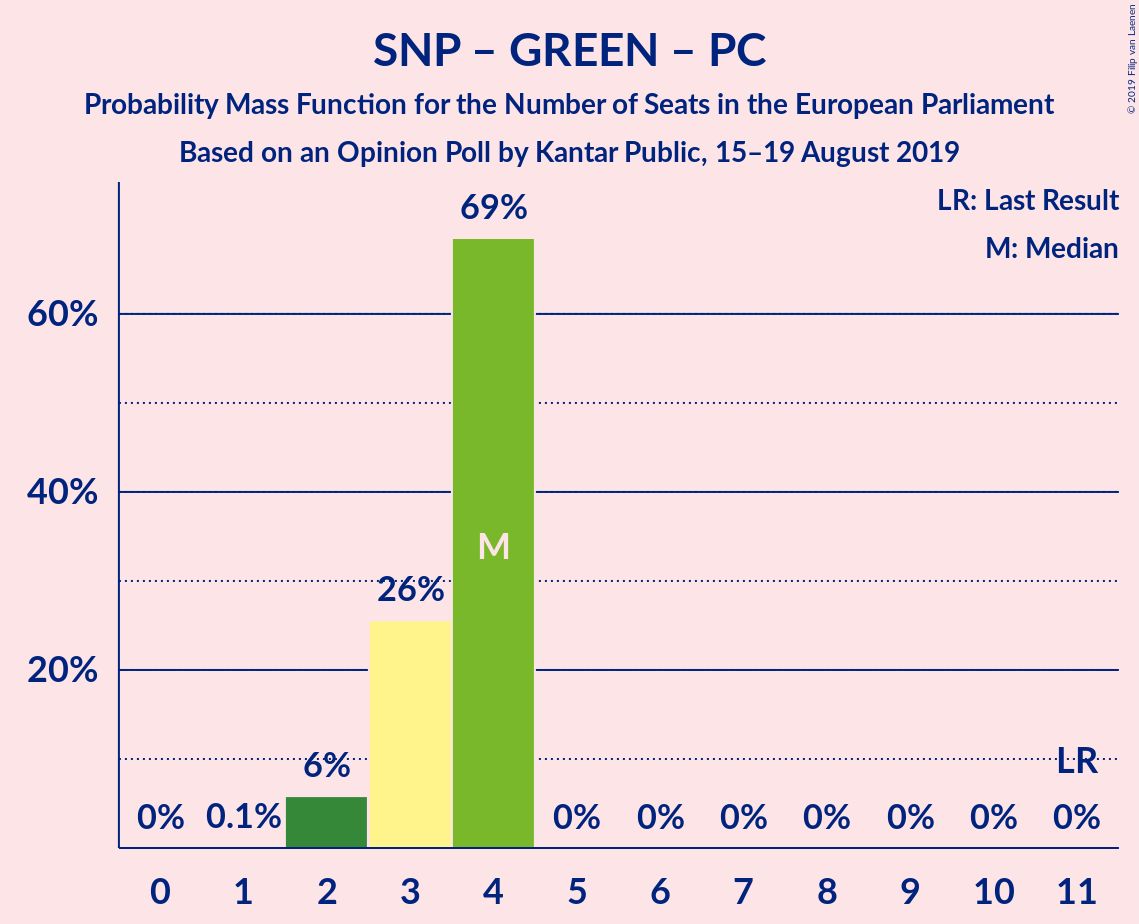 SNP – GREEN – PC
Probability Mass Function for the Number of Seats in the European Parliament
Based on an Opinion Poll by Kantar Public, 15–19 August 2019
© 2019 Filip van Laenen
LR: Last Result
M: Median
69%
60%
40%
M
26%
20%
6%
LR
0% 0.1% 0% 0% 0% 0% 0% 0% 0%
0 1 2 3 4 5 6 7 8 9 10 11